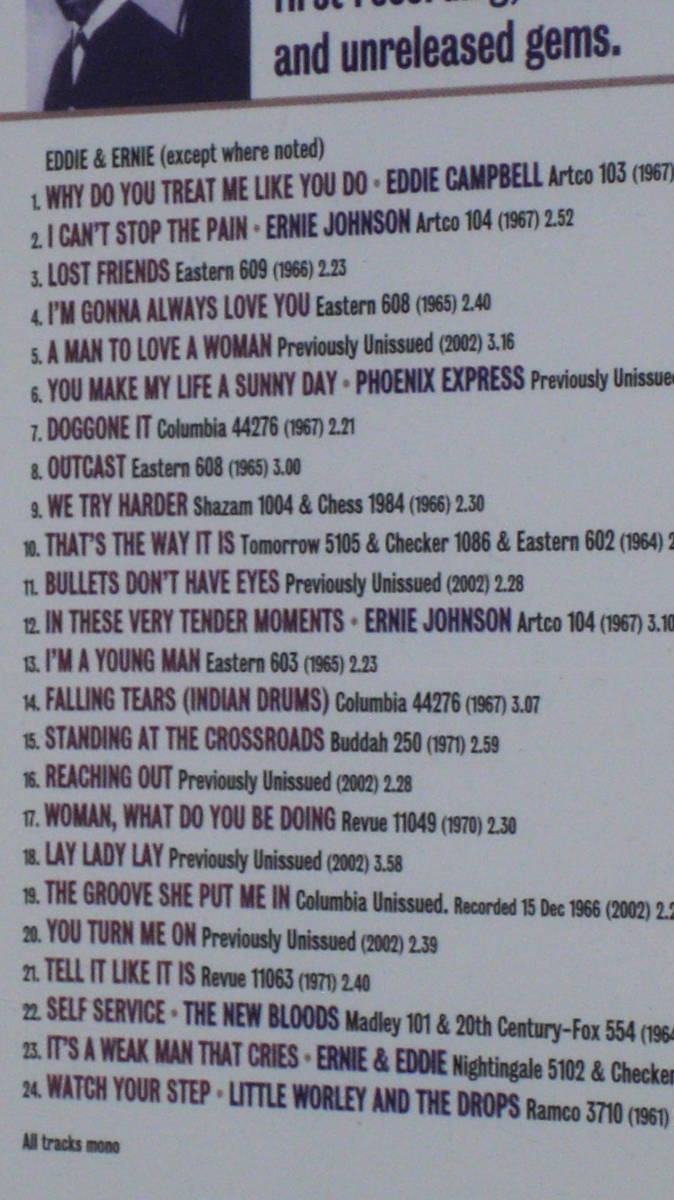 and unreleased gems.
EDDIE & ERNIE (except where noted)
1. WHY DO YOU TREAT ME LIKE YOU DO • EDDIE CAMPBELL Artco 103 (1967)
2. I CAN'T STOP THE PAIN • ERNIE JOHNSON Artco 104 (1967) 2.52
3. LOST FRIENDS Eastern 609 (1966) 2.23
4. I'M GONNA ALWAYS LOVE YOU Eastern 608 (1965) 2.40
5. A MAN TO LOVE A WOMAN Previously Unissued (2002) 3.16
6. YOU MAKE MY LIFE A SUNNY DAY • PHOENIX EXPRESS Previously Unissue
7. DOGGONE IT Columbia 44276 (1967) 2.21
8. OUTCAST Eastern 608 (1965) 3.00
9. WE TRY HARDER Shazam 1004 & Chess 1984 (1966) 2.30
10. THAT'S THE WAY IT IS Tomorrow 5105 & Checker 1086 & Eastern 602 (1964) 2
11. BULLETS DON'T HAVE EYES Previously Unissued (2002) 2.28
12. IN THESE VERY TENDER MOMENTS • ERNIE JOHNSON Artco 104 (1967) 3.10
13. I'M A YOUNG MAN Eastern 603 (1965) 2.23
14. FALLING TEARS (INDIAN DRUMS) Columbia 44276 (1967) 3.07
15. STANDING AT THE CROSSROADS Buddah 250 (1971) 2.59
16. REACHING OUT Previously Unissued (2002) 2.28
17. WOMAN, WHAT DO YOU BE DOING Revue 11049 (1970) 2.30
18. LAY LADY LAY Previously Unissued (2002) 3.58
19. THE GROOVE SHE PUT ME IN Columbia Unissued. Recorded 15 Dec 1966 (2002) 2.2
20. YOU TURN ME ON Previously Unissued (2002) 2.39
21. TELL IT LIKE IT IS Revue 11063 (1971) 2.40
22. SELF SERVICE • THE NEW BLOODS Madley 101 & 20th Century-Fox 554 (1964
23. IT'S A WEAK MAN THAT CRIES • ERNIE & EDDIE Nightingale 5102 & Checker
24. WATCH YOUR STEP • LITTLE WORLEY AND THE DROPS Ramco 3710 (1961)
All tracks mono